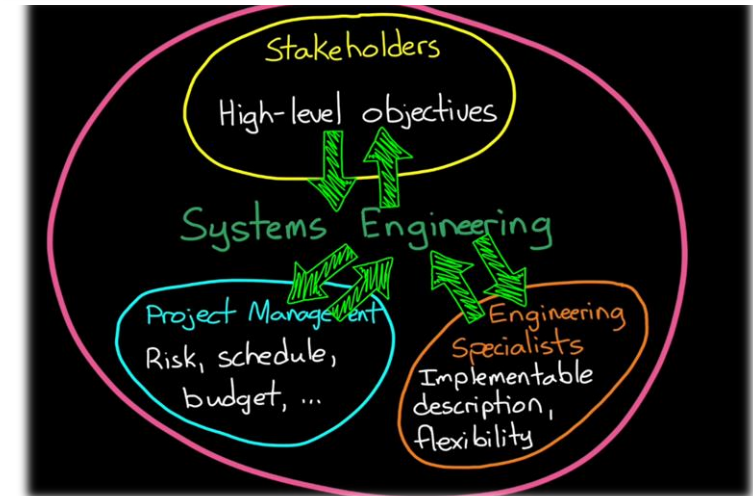 Stakeholders
High-level objectives
Systems Engineering
Project Management
Risk, schedule,
budget, ...
Engineering
Specialists
Implementable
description,
flexibility